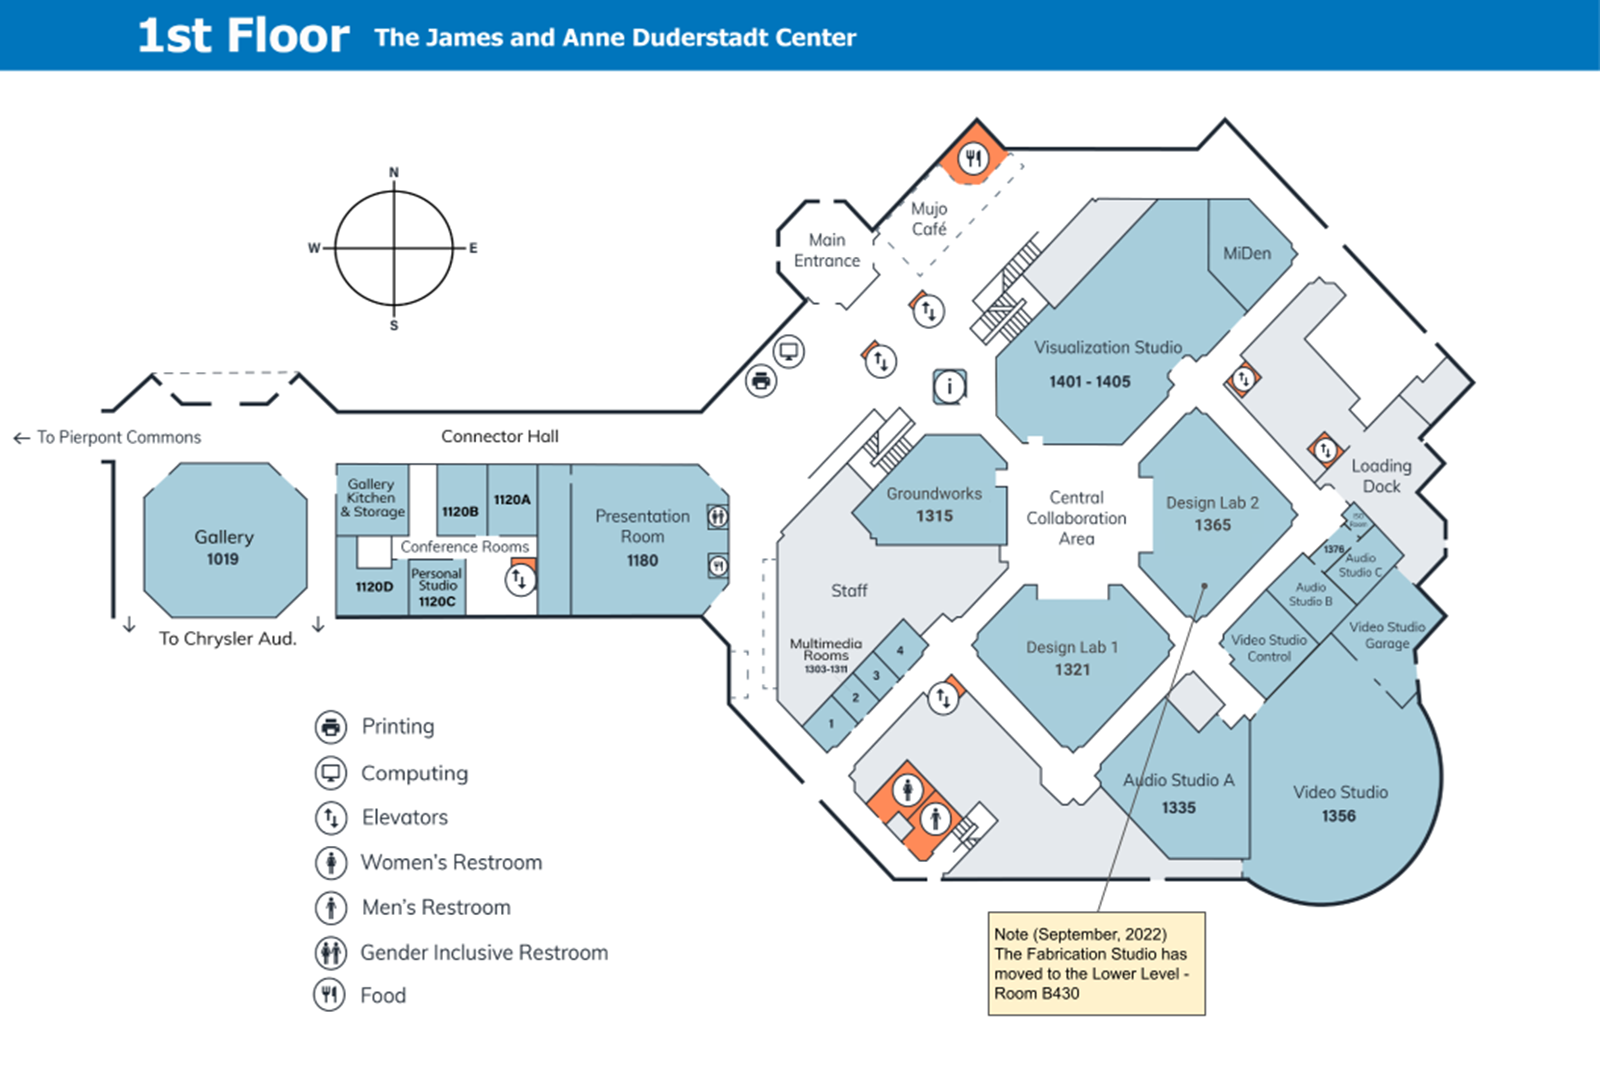 1st Floor The James and Anne Duderstadt Center
N
W E
S
Mujo
Café
Main
Entrance
MiDen
Visualization Studio
1401 - 1405
i
← To Pierpont Commons
Connector Hall
Gallery
1019
Gallery
Kitchen
& Storage
1120B
1120A
Conference Rooms
1120D
Personal
Studio
1120C
Presentation
Room
1180
To Chrysler Aud.
Groundworks
1315
Central
Collaboration
Area
Design Lab 2
1365
Loading
Dock
1376
Audio
Studio C
Audio
Studio B
Video Studio
Garage
Video Studio
Control
Staff
Multimedia
Rooms
1303-1311
4
3
2
1
Design Lab 1
1321
Audio Studio A
1335
Video Studio
1356
Printing
Computing
Elevators
Women's Restroom
Men's Restroom
Gender Inclusive Restroom
Food
Note (September, 2022)
The Fabrication Studio has
moved to the Lower Level -
Room B430